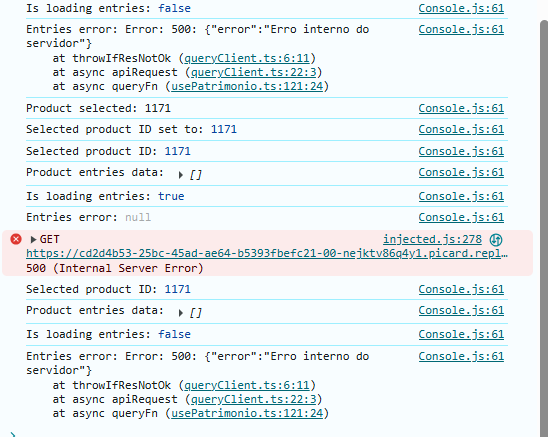 Is loading entries: false Console.js:61
Entries error: Error: 500: {"error":"Erro interno do Console.js:61
servidor"}
at throwIfResNotOk (queryClient.ts:6:11)
at async apiRequest (queryClient.ts:22:3)
at async queryFn (usePatrimonio.ts:121:24)
Product selected: 1171 Console.js:61
Selected product ID set to: 1171 Console.js:61
Selected product ID: 1171 Console.js:61
Product entries data: ▶ [] Console.js:61
Is loading entries: true Console.js:61
Entries error: null Console.js:61
▶ GET injected.js:278
https://cd2d4b53-25bc-45ad-ae64-b5393fbefc21-00-nejktv86q4y1.picard.repl…
500 (Internal Server Error)
Selected product ID: 1171 Console.js:61
Product entries data: ▶ [] Console.js:61
Is loading entries: false Console.js:61
Entries error: Error: 500: {"error":"Erro interno do Console.js:61
servidor"}
at throwIfResNotOk (queryClient.ts:6:11)
at async apiRequest (queryClient.ts:22:3)
at async queryFn (usePatrimonio.ts:121:24)